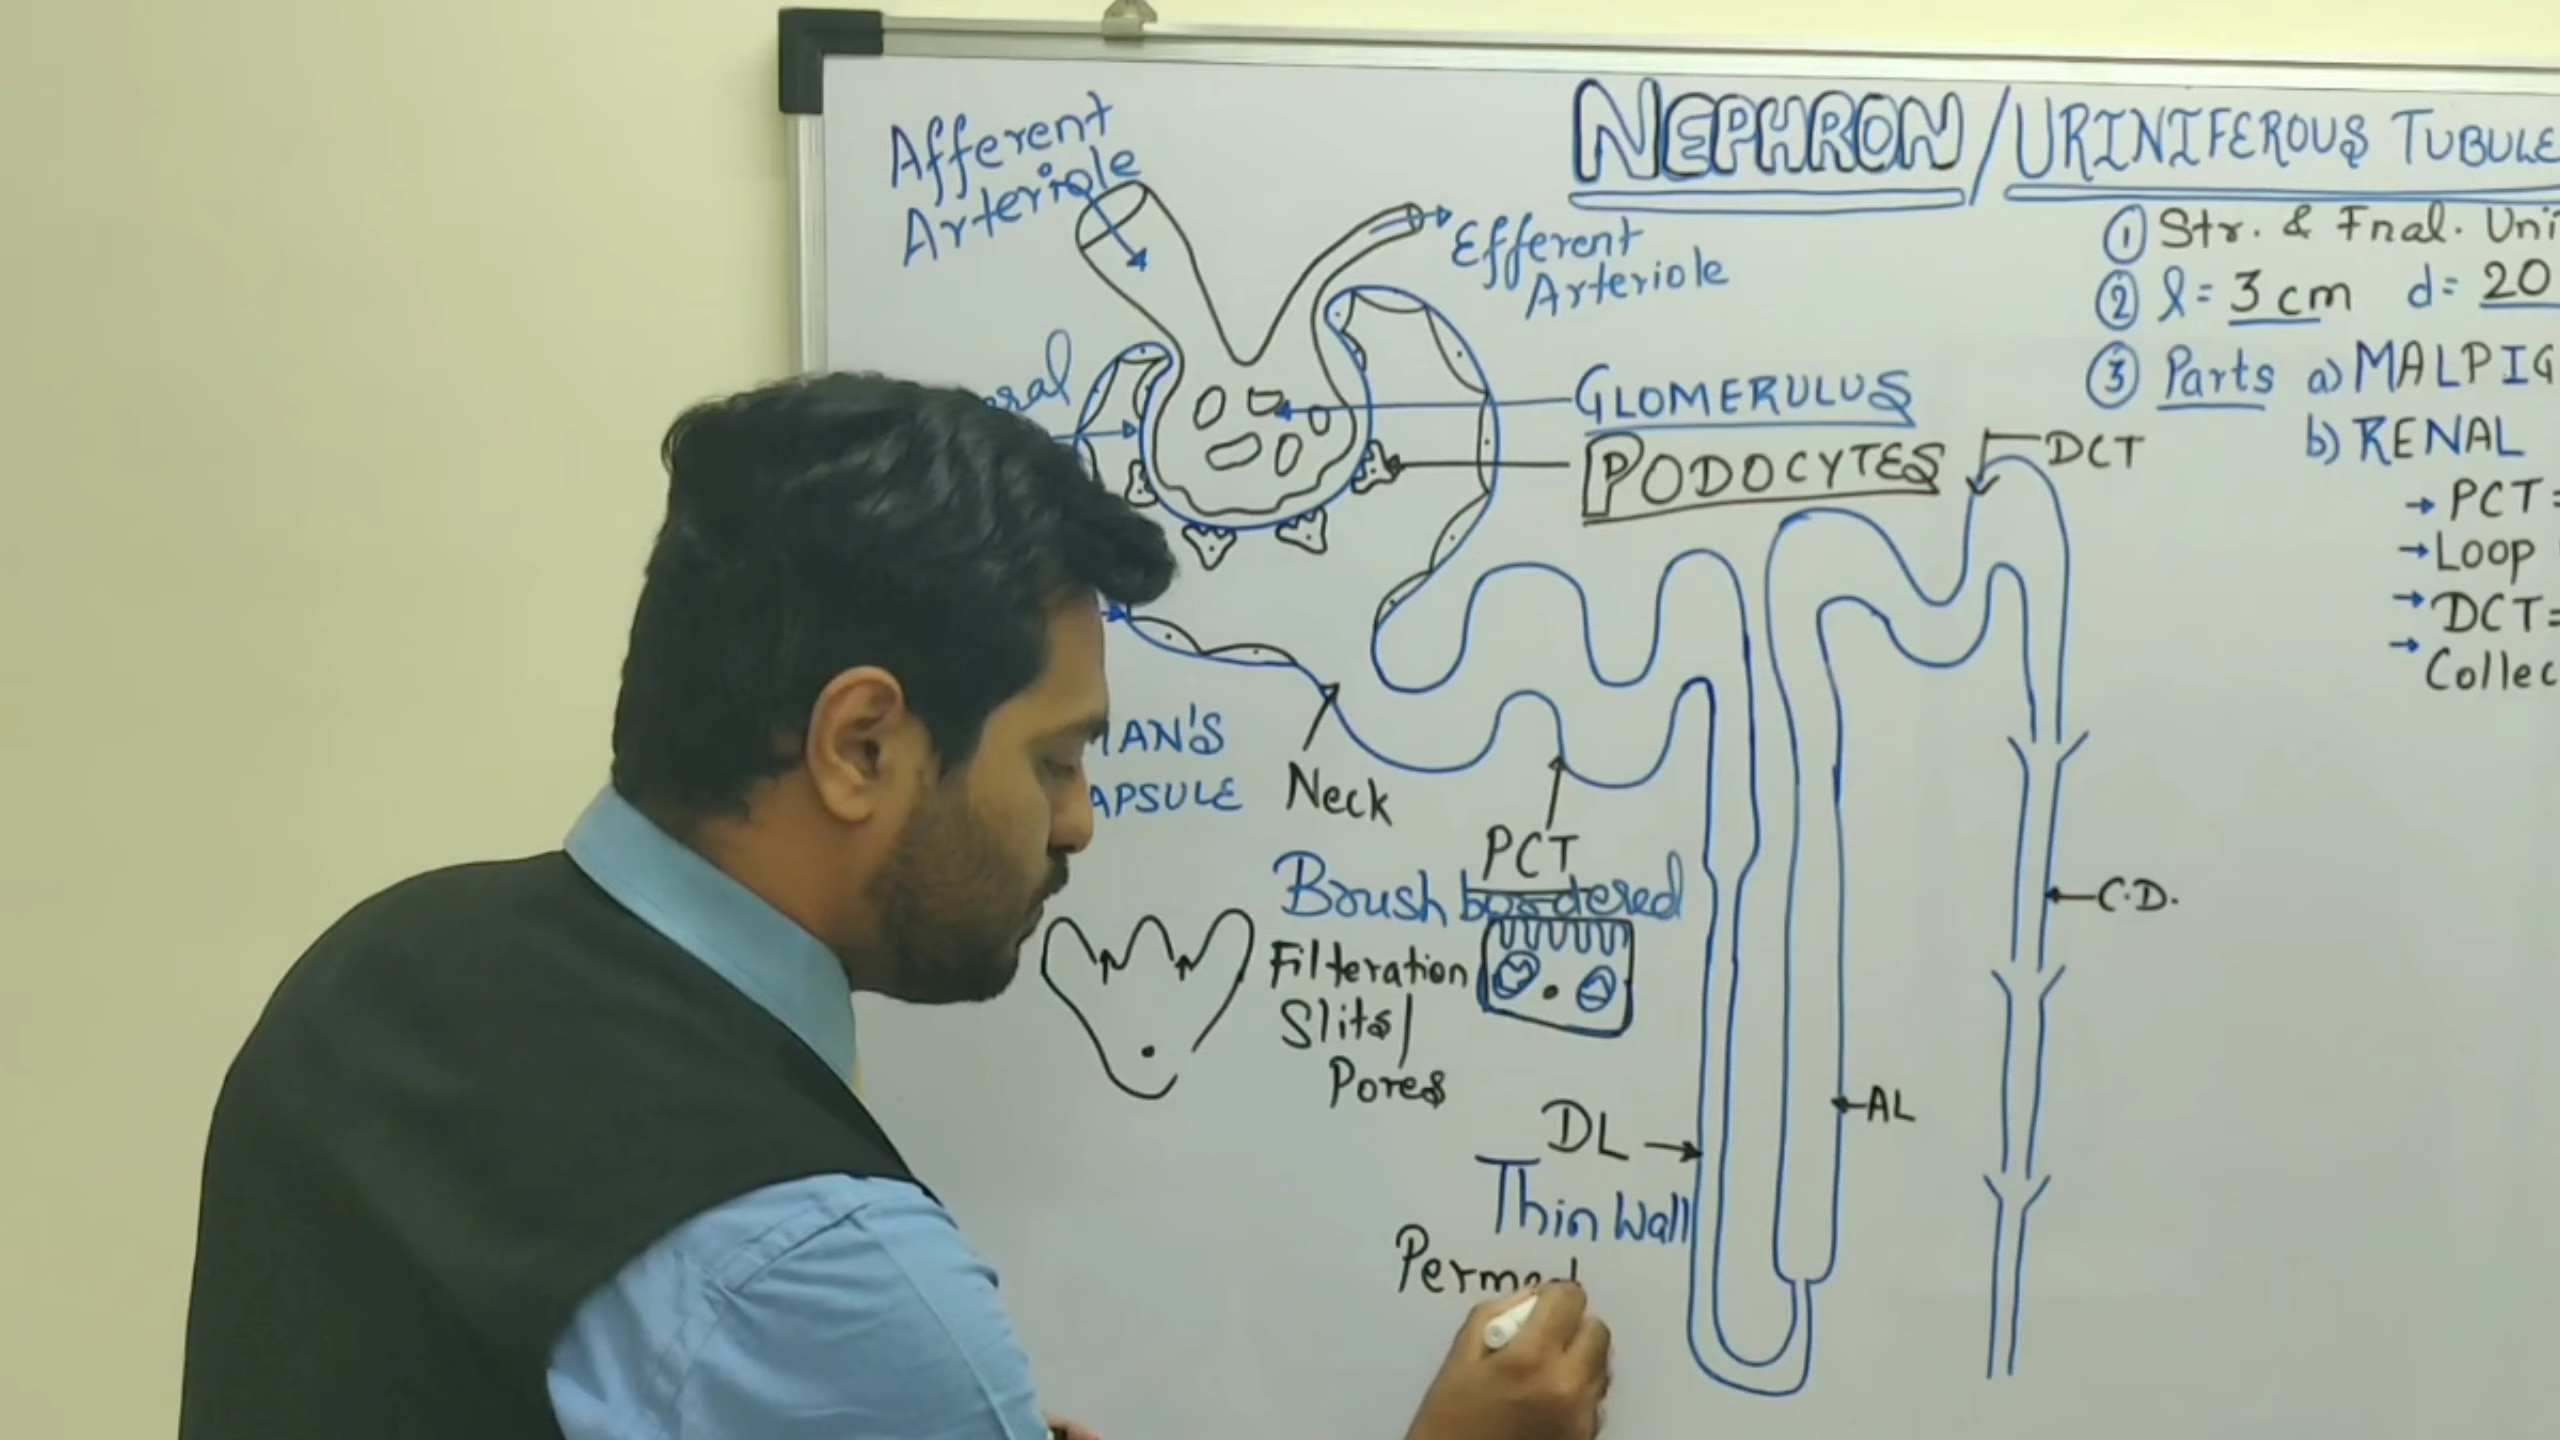 NEPHRON / URINIFEROUS TUBULE
① Str. & Fnal. Uni
② l = 3 cm d = 20
③ Parts a) MALPIG
b) RENAL
→ PCT =
→ Loop
→ DCT =
→ Collec
Afferent
Arteriole
Efferent
Arteriole
GLOMERULUS
PODOCYTES
DCT
MAN'S
APSULE
Neck
PCT
Brush bordered
Filteration
Slits/
Pores
C.D.
DL
AL
Thin Wall
Permea